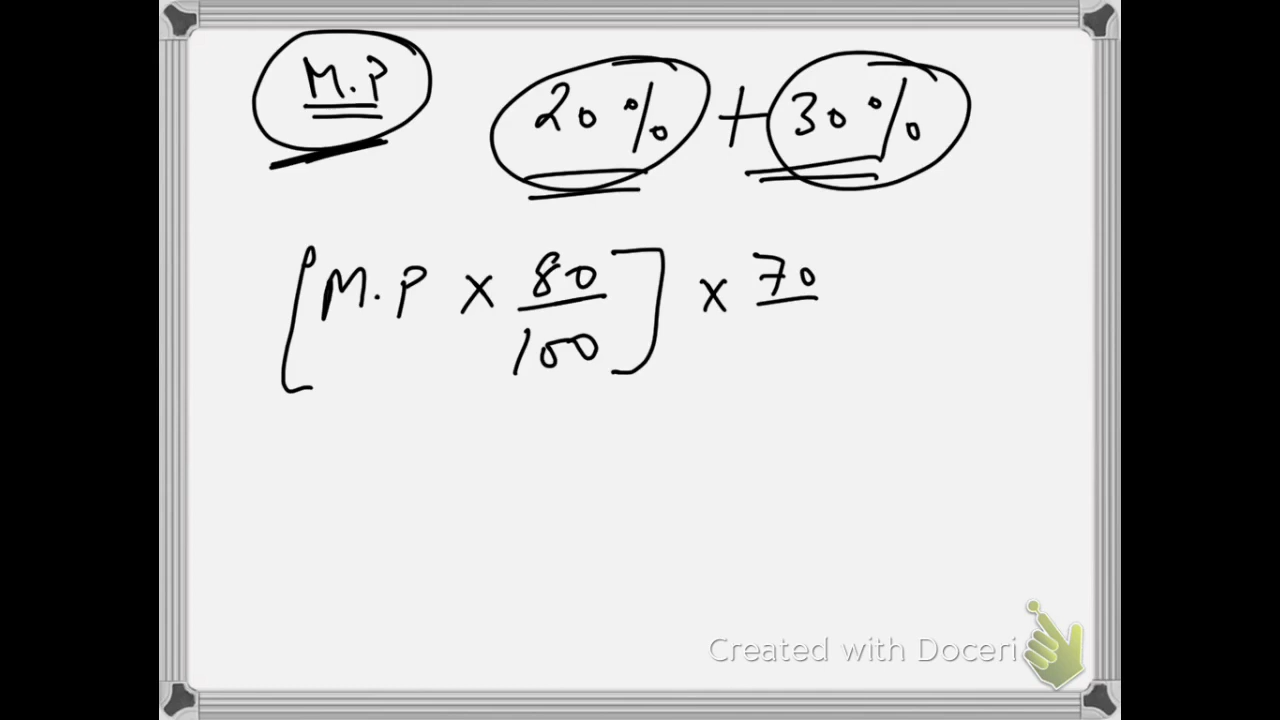 M.P 20% + 30%
[M.P × 80/100] × 70
Created with Doceri